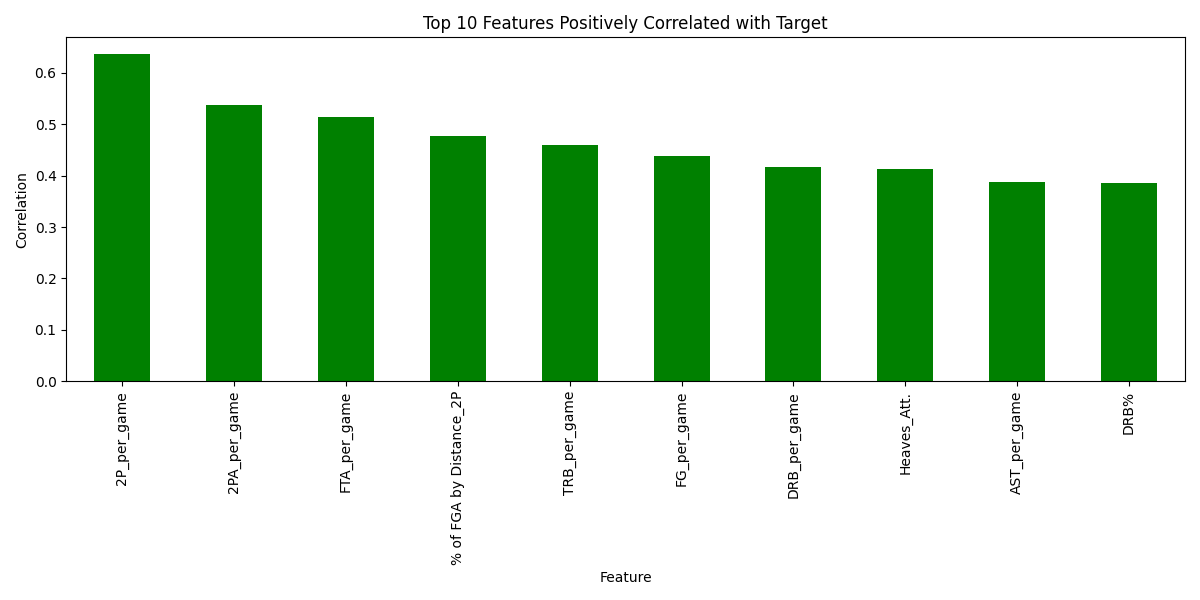 Top 10 Features Positively Correlated with Target
Correlation
0.6
0.5
0.4
0.3
0.2
0.1
0.0
2P_per_game
2PA_per_game
FTA_per_game
% of FGA by Distance_2P
TRB_per_game
FG_per_game
DRB_per_game
Heaves_Att.
AST_per_game
DRB%
Feature